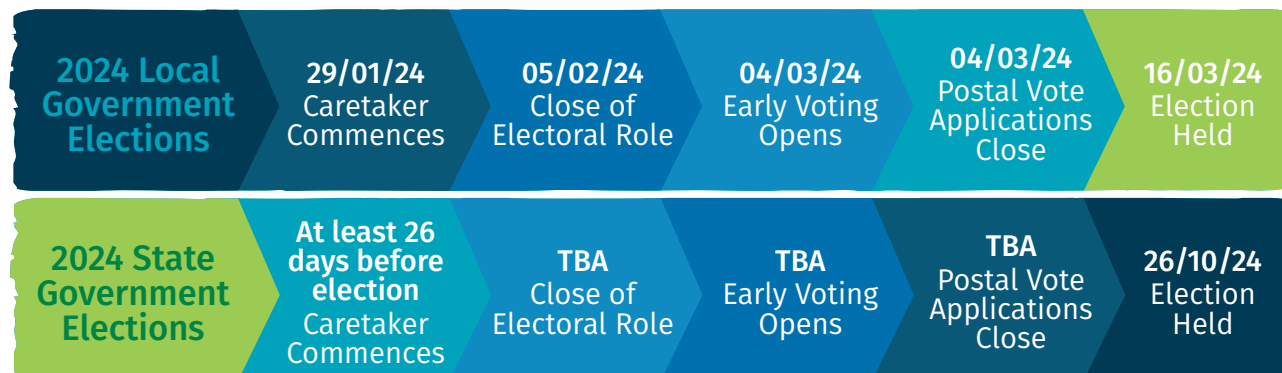 2024 Local
Government
Elections
29/01/24
Caretaker
Commences
05/02/24
Close of
Electoral Role
04/03/24
Early Voting
Opens
04/03/24
Postal Vote
Applications
Close
16/03/24
Election
Held
2024 State
Government
Elections
At least 26
days before
election
Caretaker
Commences
TBA
Close of
Electoral Role
TBA
Early Voting
Opens
TBA
Postal Vote
Applications
Close
26/10/24
Election
Held